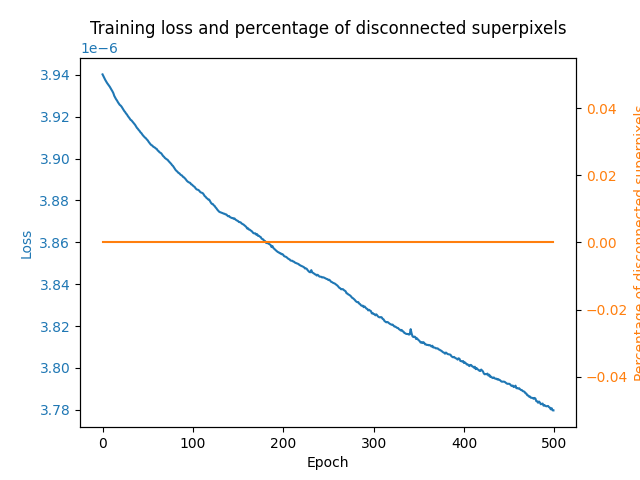 Training loss and percentage of disconnected superpixels
1e−6
3.94
3.92
3.90
3.88
3.86
3.84
3.82
3.80
3.78
Loss
0.04
0.02
0.00
−0.02
−0.04
Percentage of disconnected superpixels
0 100 200 300 400 500
Epoch